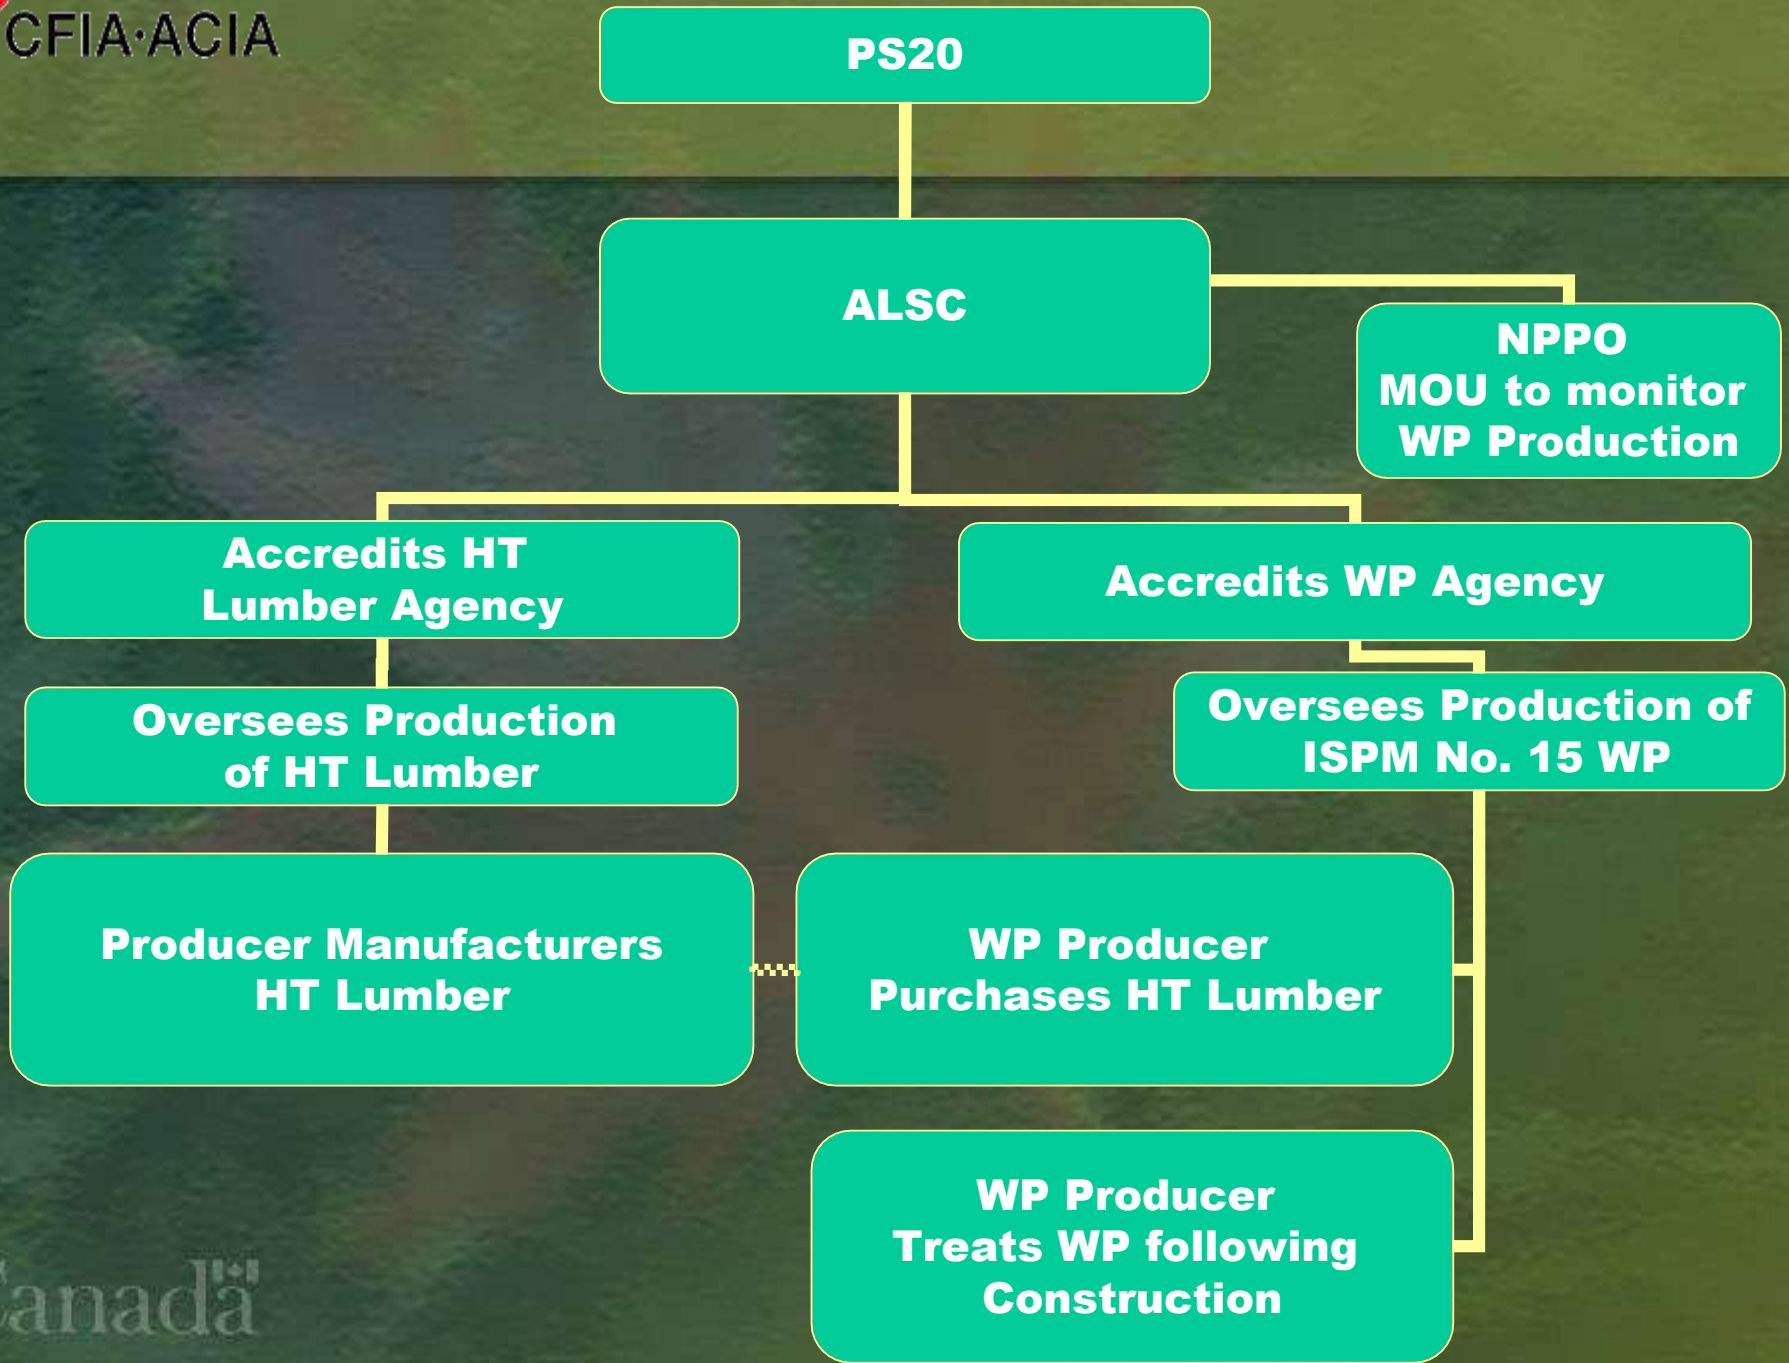 CFIA·ACIA
PS20
ALSC
NPPO
MOU to monitor
WP Production
Accredits HT
Lumber Agency
Accredits WP Agency
Oversees Production
of HT Lumber
Oversees Production of
ISPM No. 15 WP
Producer Manufacturers
HT Lumber
WP Producer
Purchases HT Lumber
WP Producer
Treats WP following
Construction
Canada